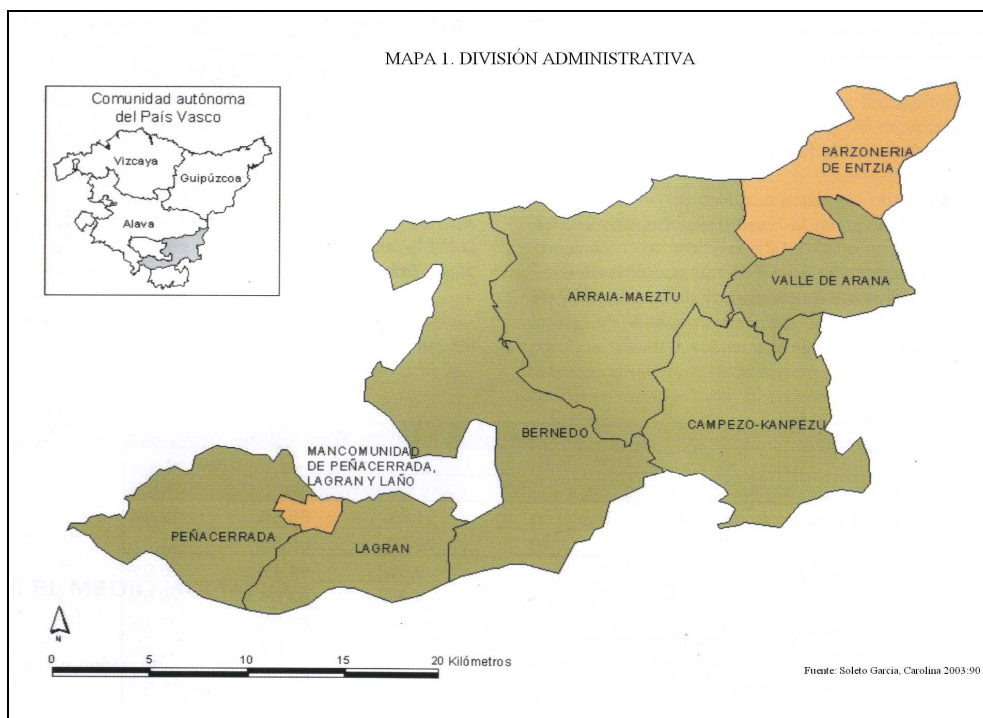 MAPA 1. DIVISIÓN ADMINISTRATIVA
Comunidad autónoma
del País Vasco
Vizcaya
Guipúzcoa
Alava
PARZONERIA
DE ENTZIA
VALLE DE ARANA
ARRAIA-MAEZTU
CAMPEZO-KANPEZU
BERNEDO
MANCOMUNIDAD
DE PEÑACERRADA,
LAGRAN Y LAÑO
PEÑACERRADA
LAGRAN
N
0 5 10 15 20 Kilómetros
Fuente: Soleto Garcia, Carolina 2003:90